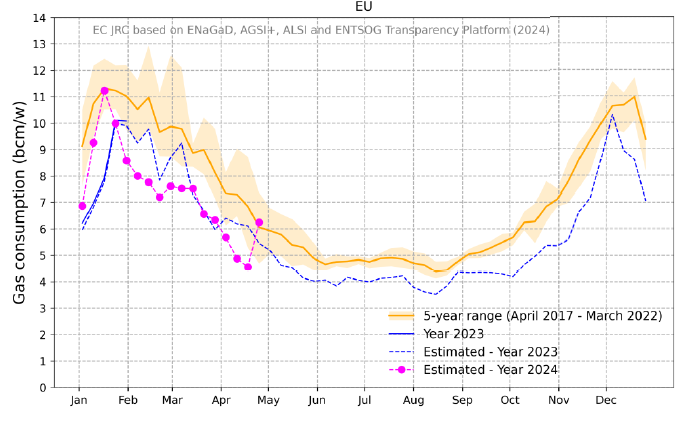 EU
EC JRC based on ENaGaD, AGSI+, ALSI and ENTSOG Transparency Platform (2024)
Gas consumption (bcm/w)
14
13
12
11
10
9
8
7
6
5
4
3
2
1
0
5-year range (April 2017 - March 2022)
Year 2023
Estimated - Year 2023
Estimated - Year 2024
Jan Feb Mar Apr May Jun Jul Aug Sep Oct Nov Dec